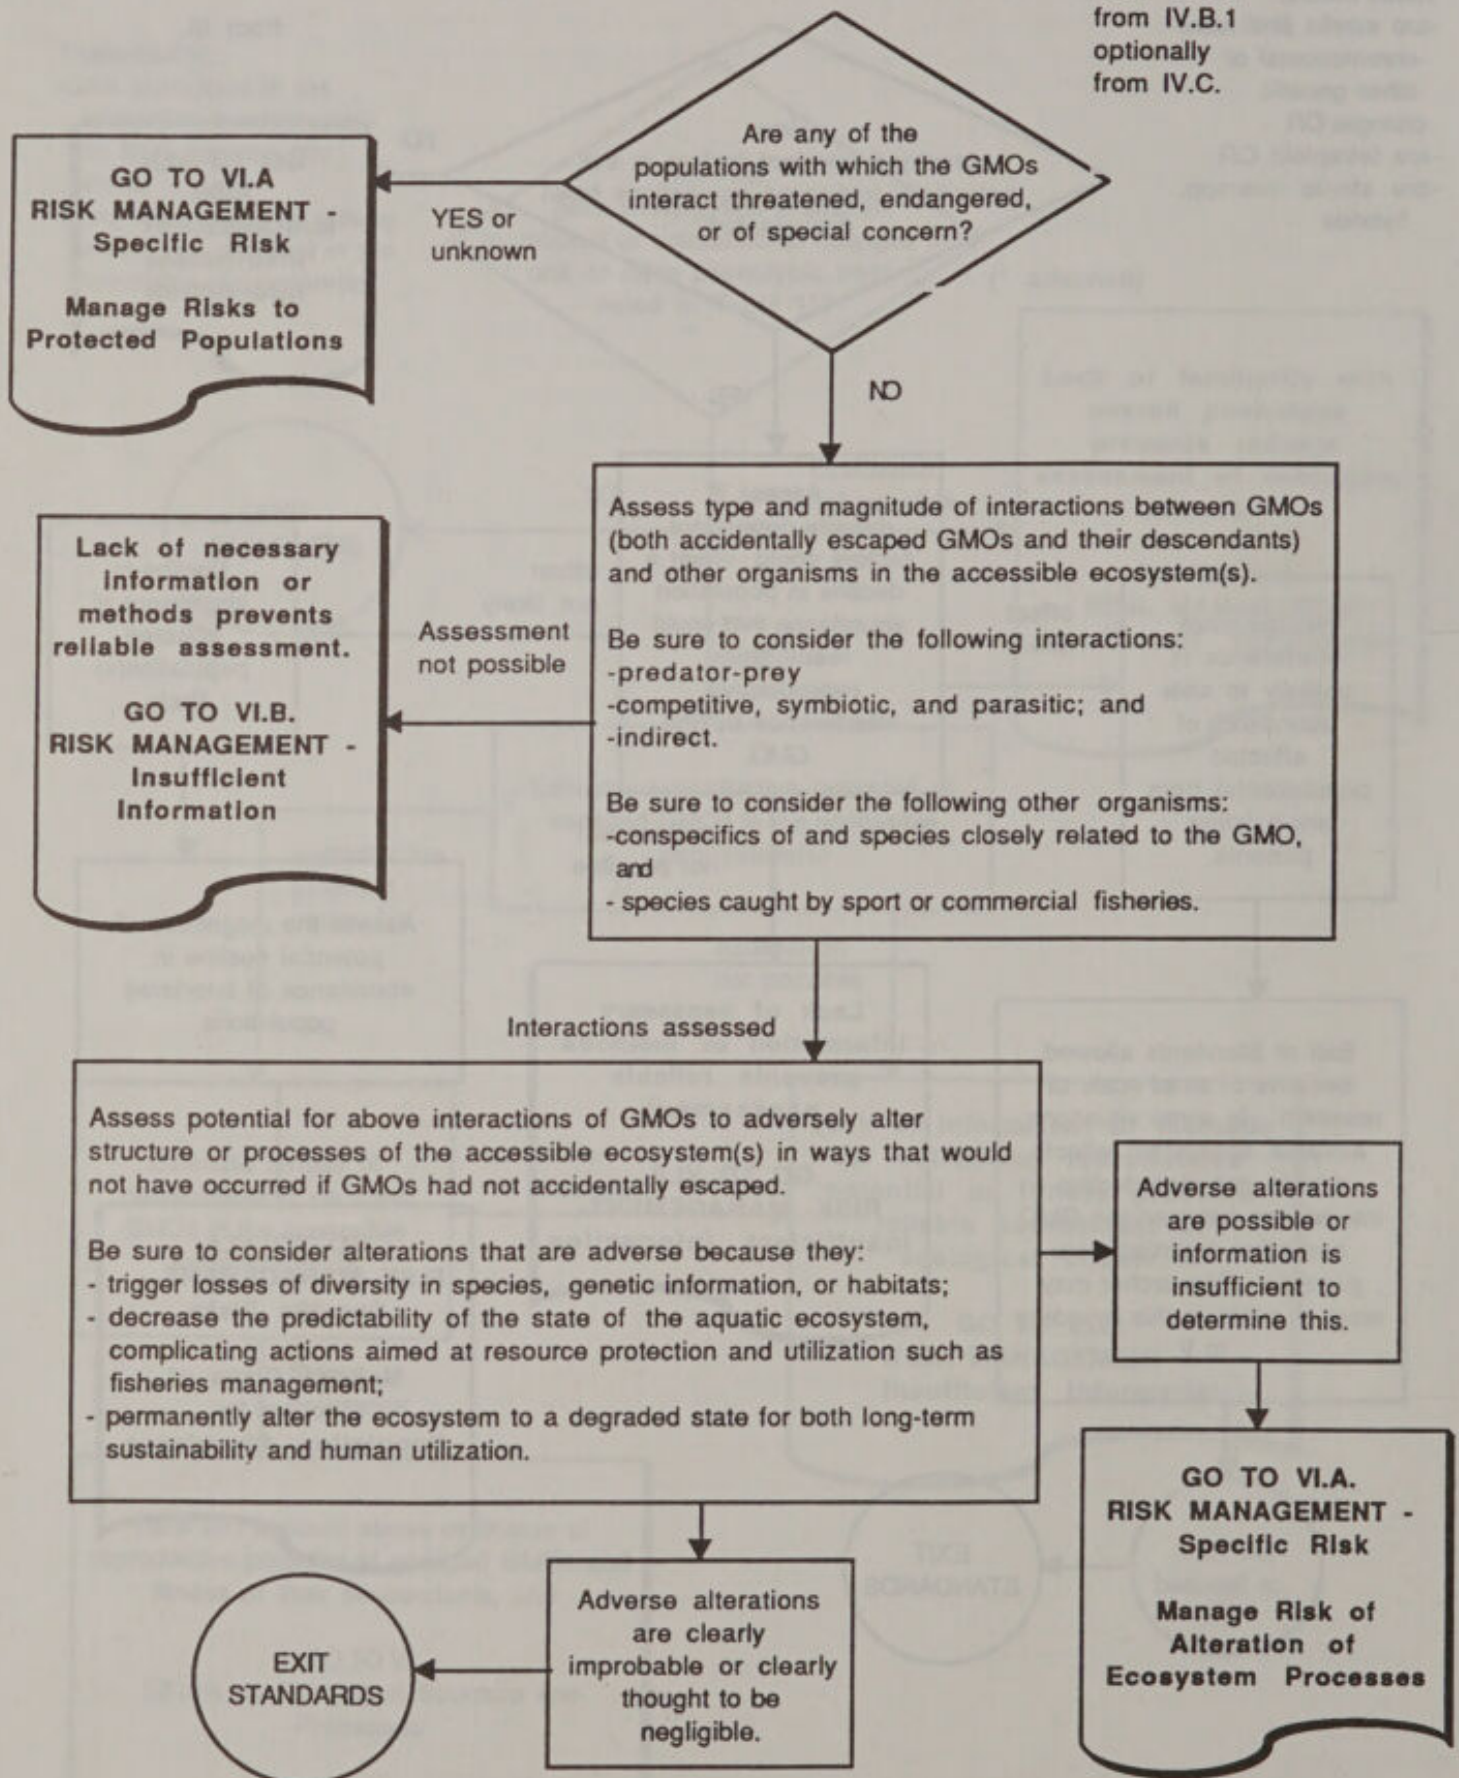 from IV.B.1
optionally
from IV.C.
Are any of the
populations with which the GMOs
interact threatened, endangered,
or of special concern?
GO TO VI.A
RISK MANAGEMENT -
Specific Risk
Manage Risks to
Protected Populations
YES or
unknown
NO
Assess type and magnitude of interactions between GMOs
(both accidentally escaped GMOs and their descendants)
and other organisms in the accessible ecosystem(s).
Be sure to consider the following interactions:
-predator-prey
-competitive, symbiotic, and parasitic; and
-indirect.
Be sure to consider the following other organisms:
-conspecifics of and species closely related to the GMO,
and
- species caught by sport or commercial fisheries.
Lack of necessary
information or
methods prevents
reliable assessment.
GO TO VI.B.
RISK MANAGEMENT -
Insufficient
Information
Assessment
not possible
Interactions assessed
Assess potential for above interactions of GMOs to adversely alter
structure or processes of the accessible ecosystem(s) in ways that would
not have occurred if GMOs had not accidentally escaped.
Be sure to consider alterations that are adverse because they:
- trigger losses of diversity in species, genetic information, or habitats;
- decrease the predictability of the state of the aquatic ecosystem,
complicating actions aimed at resource protection and utilization such as
fisheries management;
- permanently alter the ecosystem to a degraded state for both long-term
sustainability and human utilization.
Adverse alterations
are possible or
information is
insufficient to
determine this.
GO TO VI.A.
RISK MANAGEMENT -
Specific Risk
Manage Risk of
Alteration of
Ecosystem Processes
Adverse alterations
are clearly
improbable or clearly
thought to be
negligible.
EXIT
STANDARDS